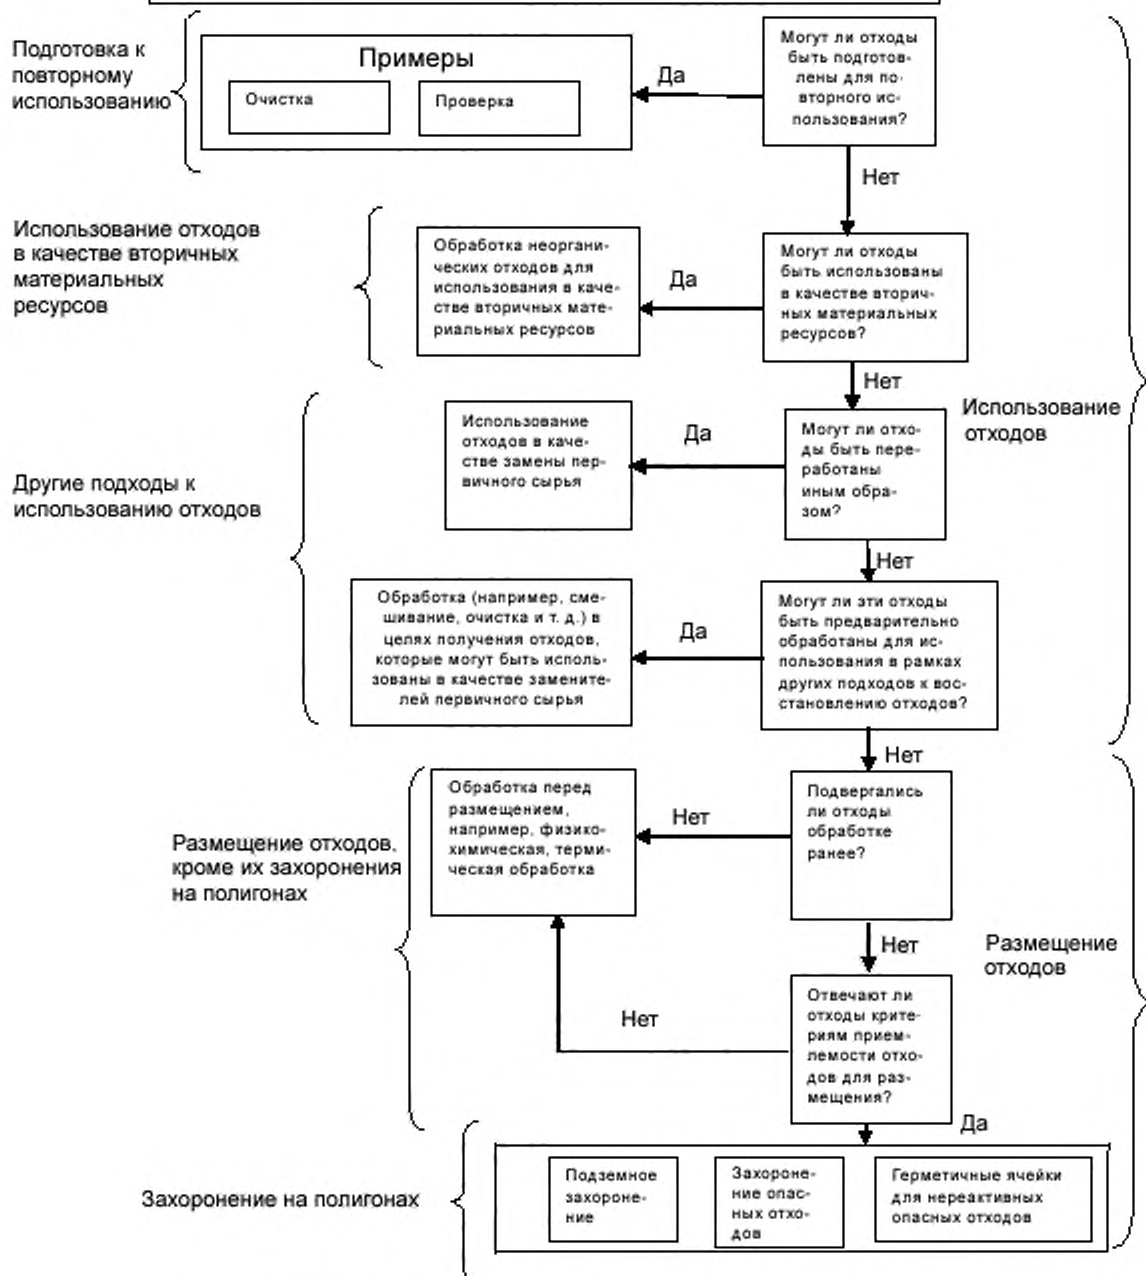 Подготовка к
повторному
использованию
Примеры
Очистка
Проверка
Да
Могут ли отходы
быть подготов-
лены для по-
вторного ис-
пользования?
Нет
Использование отходов
в качестве вторичных
материальных
ресурсов
Обработка неоргани-
ческих отходов для
использования в каче-
стве вторичных мате-
риальных ресурсов
Да
Могут ли отходы
быть использованы
в качестве вторич-
ных материальных
ресурсов?
Нет
Использование
отходов
Другие подходы к
использованию отходов
Использование
отходов в каче-
стве замены пер-
вичного сырья
Да
Могут ли отхо-
ды быть пере-
работаны
иным обра-
зом?
Нет
Обработка (например, сме-
шивание, очистка и т. д.) в
целях получения отходов,
которые могут быть исполь-
зованы в качестве замените-
лей первичного сырья
Да
Могут ли эти отходы
быть предварительно
обработаны для ис-
пользования в рамках
других подходов к вос-
становлению отходов?
Нет
Размещение отходов,
кроме их захоронения
на полигонах
Обработка перед
размещением,
например, физико-
химическая, терми-
ческая обработка
Нет
Подвергались
ли отходы
обработке
ранее?
Нет
Размещение
отходов
Нет
Отвечают ли
отходы крите-
риям прием-
лемости отхо-
дов для раз-
мещения?
Да
Захоронение на полигонах
Подземное
захороне-
ние
Захороне-
ние опас-
ных отхо-
дов
Герметичные ячейки
для нереактивных
опасных отходов